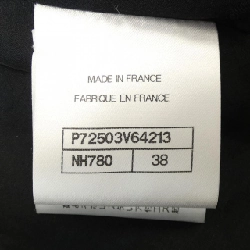 MADE IN FRANCE
FABRIQUE EN FRANCE
P72503V64213
NH780 38